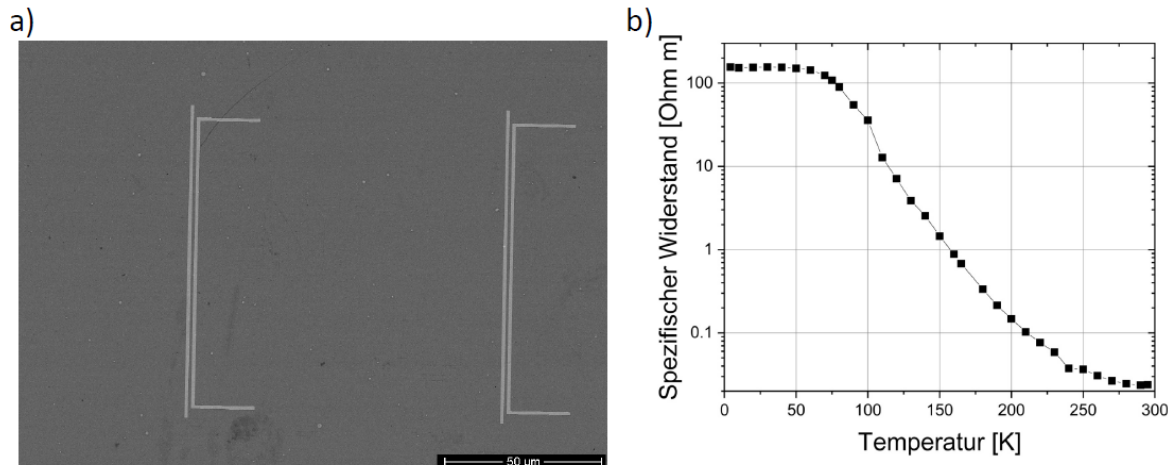 a)
b)
50 µm
Spezifischer Widerstand [Ohm m]
100
10
1
0.1
0 50 100 150 200 250 300
Temperatur [K]